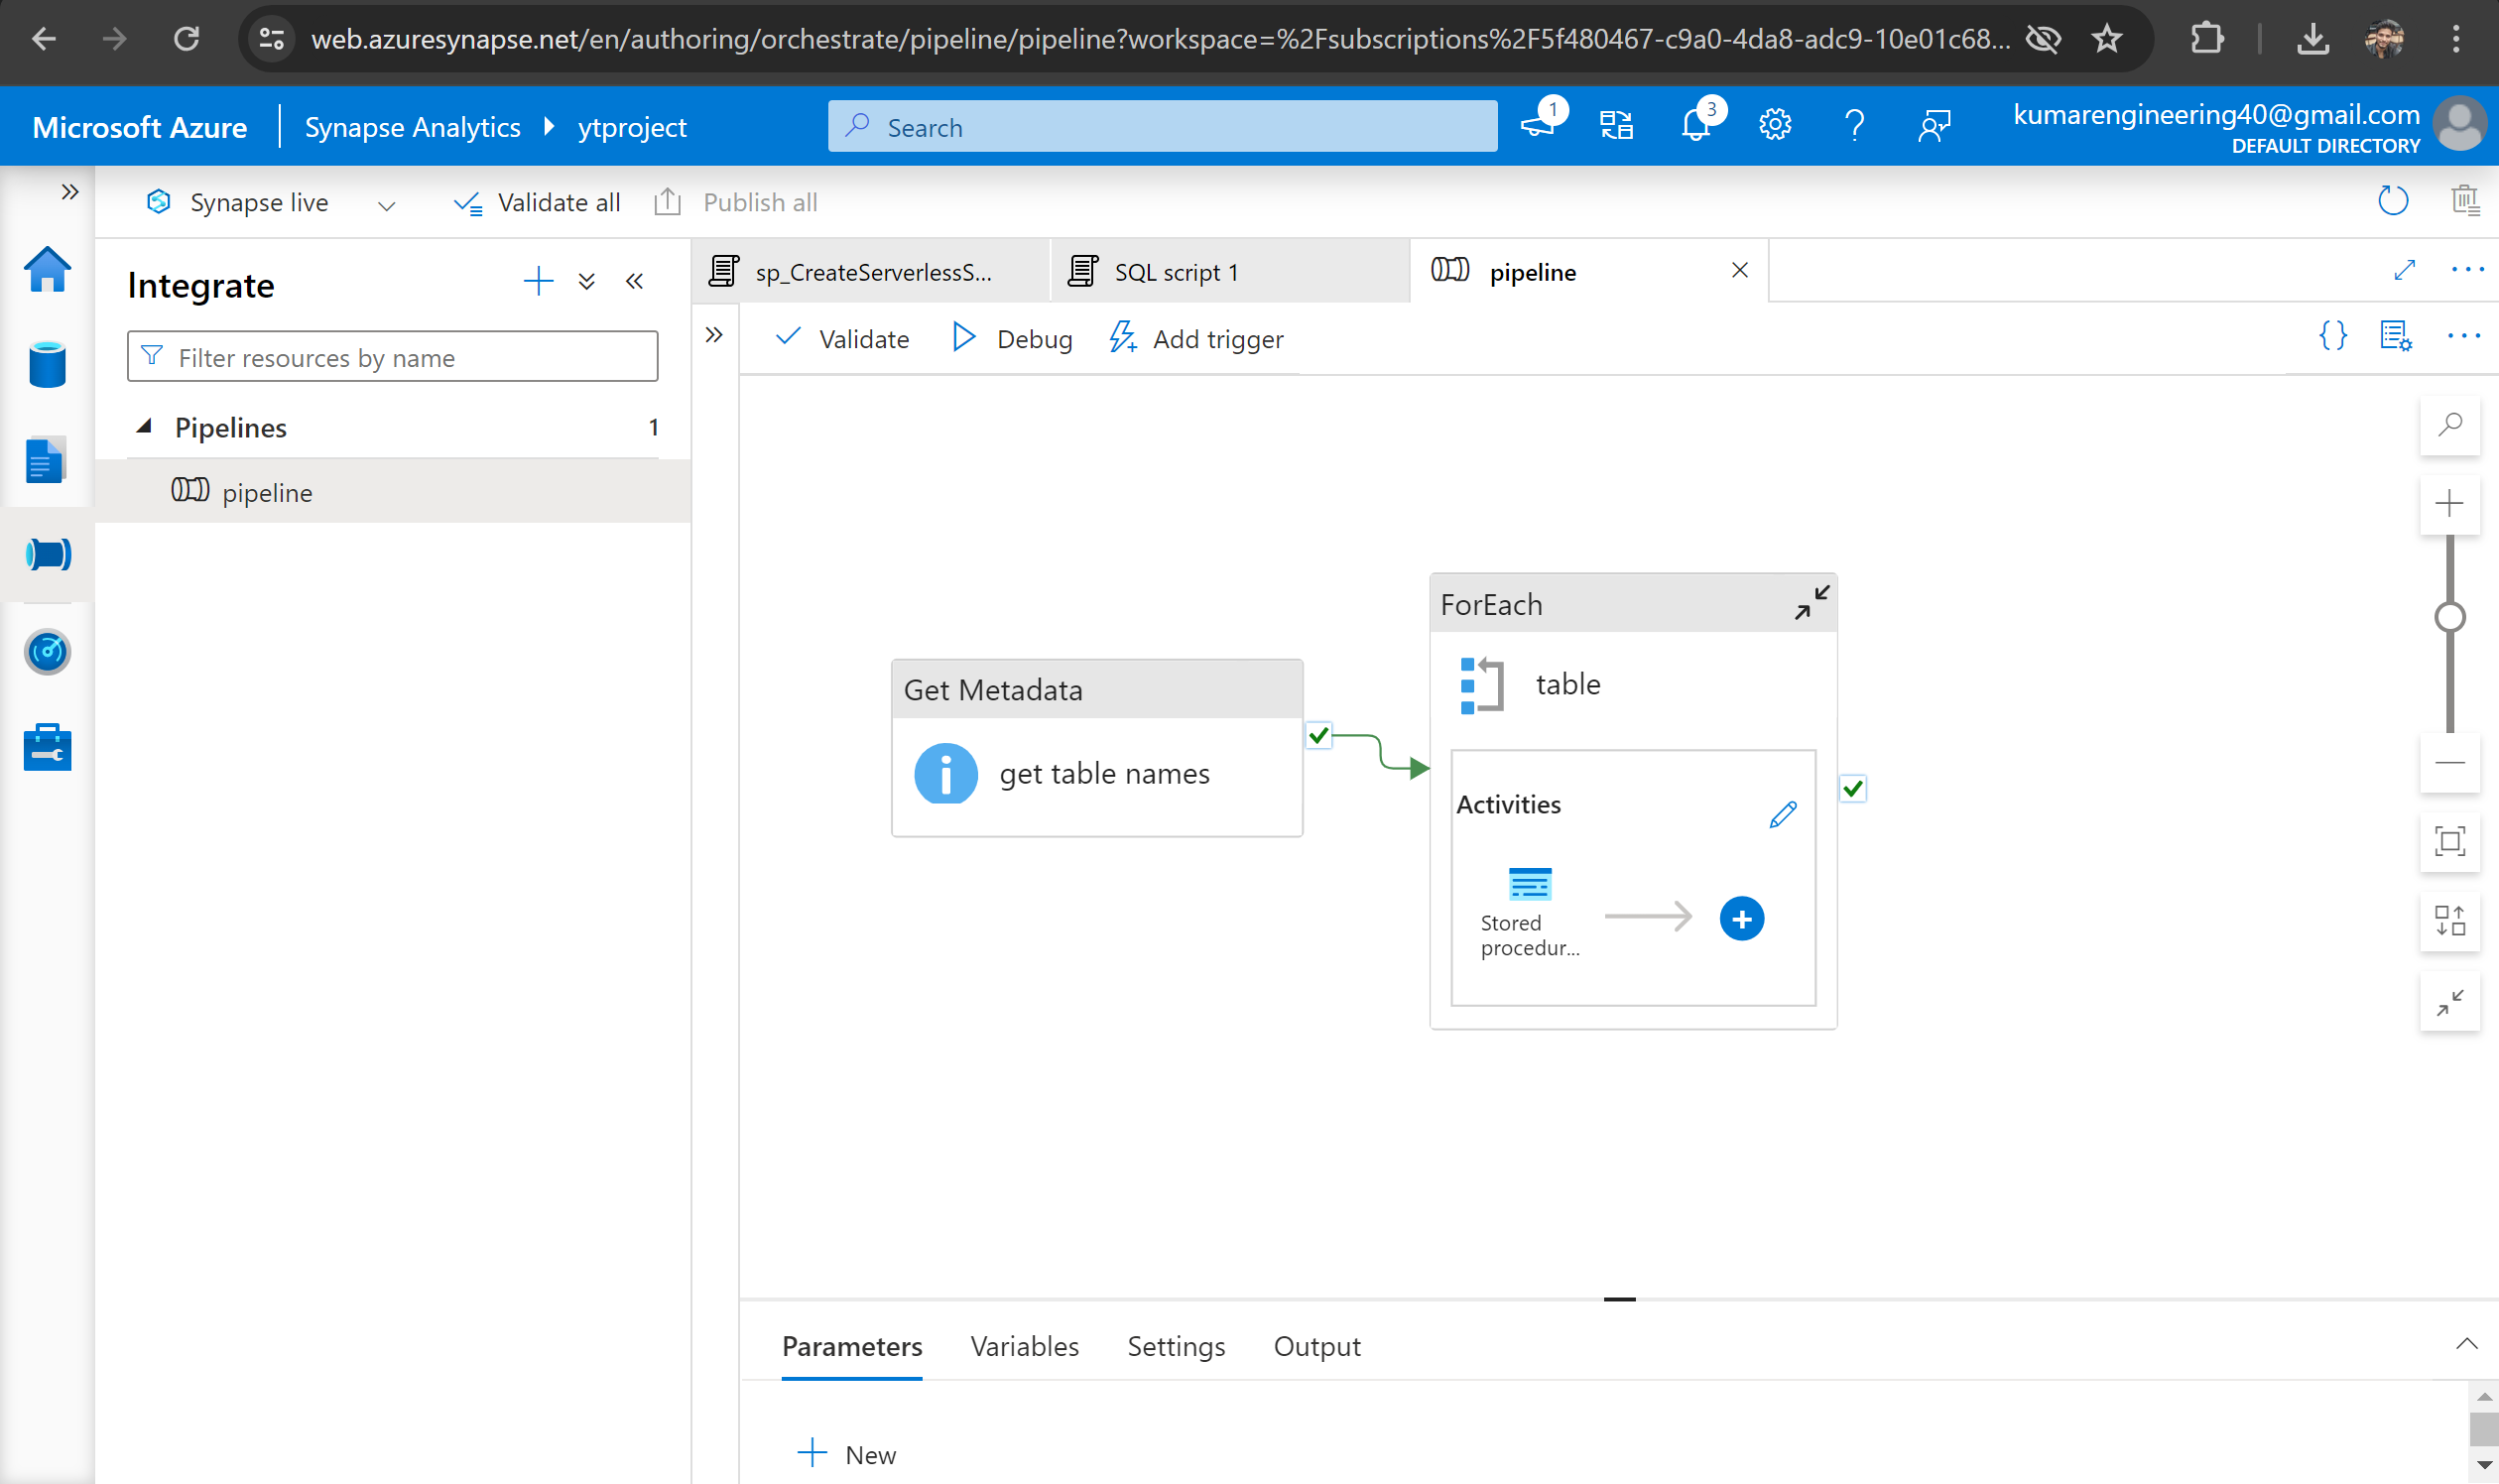 web.azuresynapse.net/en/authoring/orchestrate/pipeline/pipeline?workspace=%2Fsubscriptions%2F5f480467-c9a0-4da8-adc9-10e01c68...
Microsoft Azure
Synapse Analytics
ytproject
Search
1
3
kumarengineering40@gmail.com
DEFAULT DIRECTORY
Synapse live
Validate all
Publish all
Integrate
sp_CreateServerlessS...
SQL script 1
pipeline
Filter resources by name
Validate
Debug
Add trigger
Pipelines
1
pipeline
ForEach
table
Get Metadata
get table names
Activities
Stored
procedur...
Parameters
Variables
Settings
Output
New